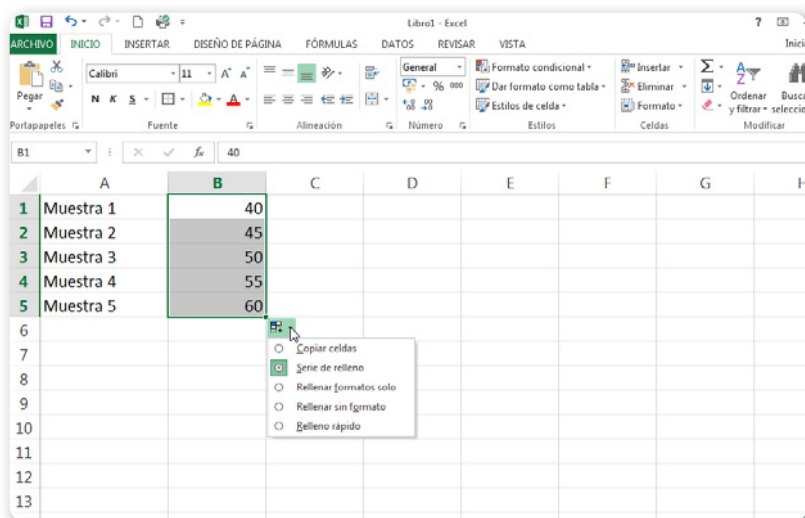 Libro1 - Excel
?
ARCHIVO INICIO INSERTAR DISEÑO DE PÁGINA FÓRMULAS DATOS REVISAR VISTA Inici
Pegar
Calibri 11 A A
N K S A
General
% 000
Formato condicional
Dar formato como tabla
Estilos de celda
Insertar
Eliminar
Formato
Σ
Ordenar y filtrar
Busca seleccio
Portapapeles Fuente Alineación Número Estilos Celdas Modificar
B1 fx 40
A B C D E F G H
1 Muestra 1 40
2 Muestra 2 45
3 Muestra 3 50
4 Muestra 4 55
5 Muestra 5 60
6
7
8
9
10
11
12
13
Copiar celdas
Serie de relleno
Rellenar formatos solo
Rellenar sin formato
Relleno rápido